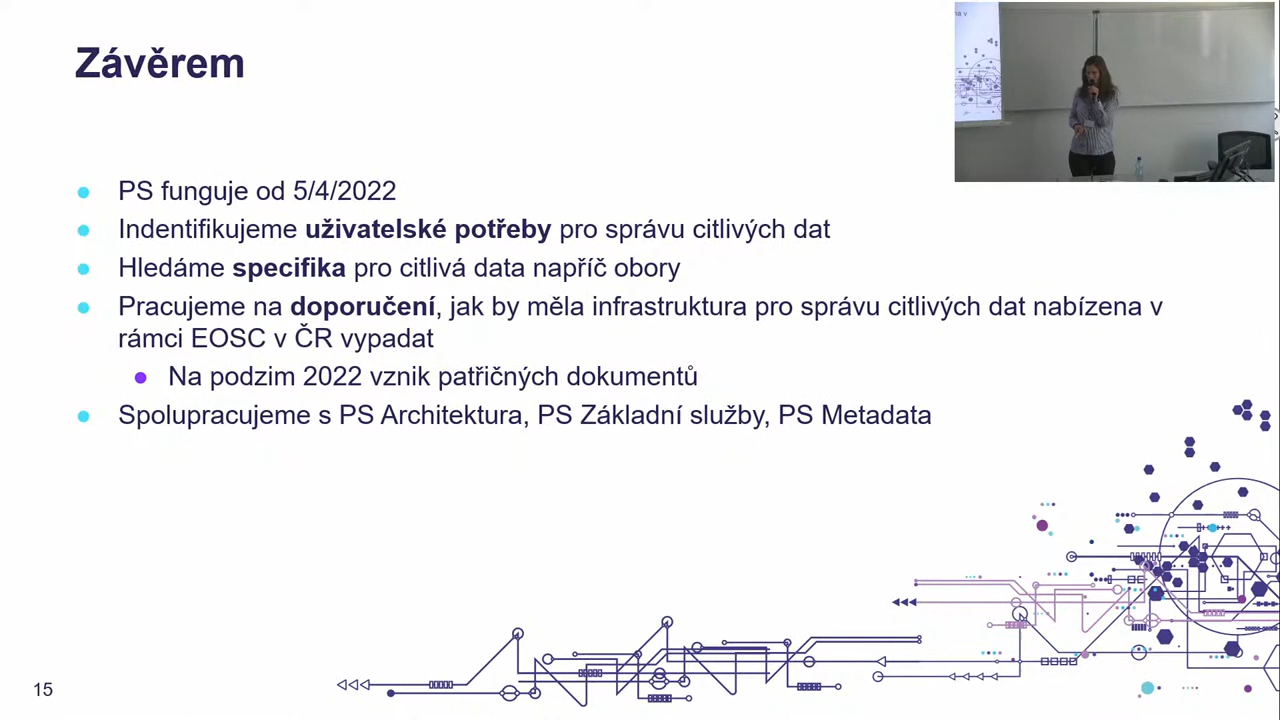 Závěrem
PS funguje od 5/4/2022
Indentifikujeme uživatelské potřeby pro správu citlivých dat
Hledáme specifika pro citlivá data napříč obory
Pracujeme na doporučení, jak by měla infrastruktura pro správu citlivých dat nabízena v
rámci EOSC v ČR vypadat
Na podzim 2022 vznik patřičných dokumentů
Spolupracujeme s PS Architektura, PS Základní služby, PS Metadata
15